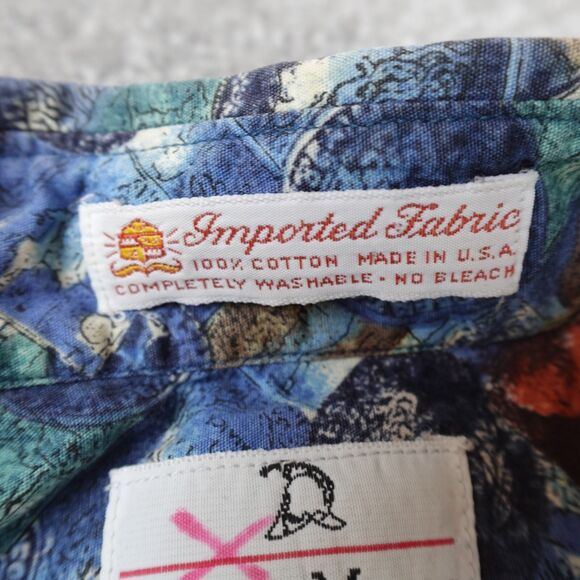 Imported Fabric
100% COTTON MADE IN U.S.A.
COMPLETELY WASHABLE - NO BLEACH